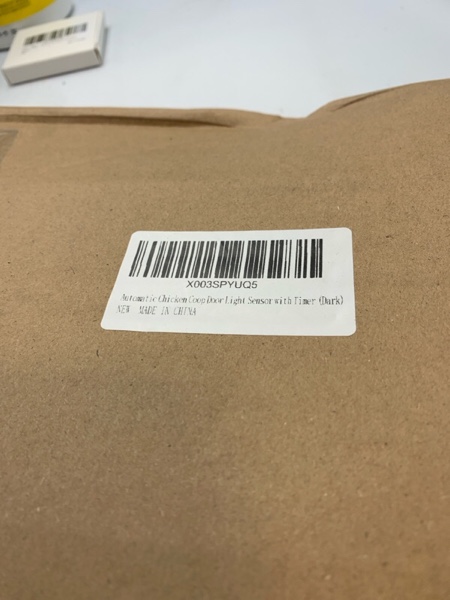 X003SPYUQ5
Automatic Chicken Coop Door Light Sensor with Timer (Dark)
NEW MADE IN CHINA